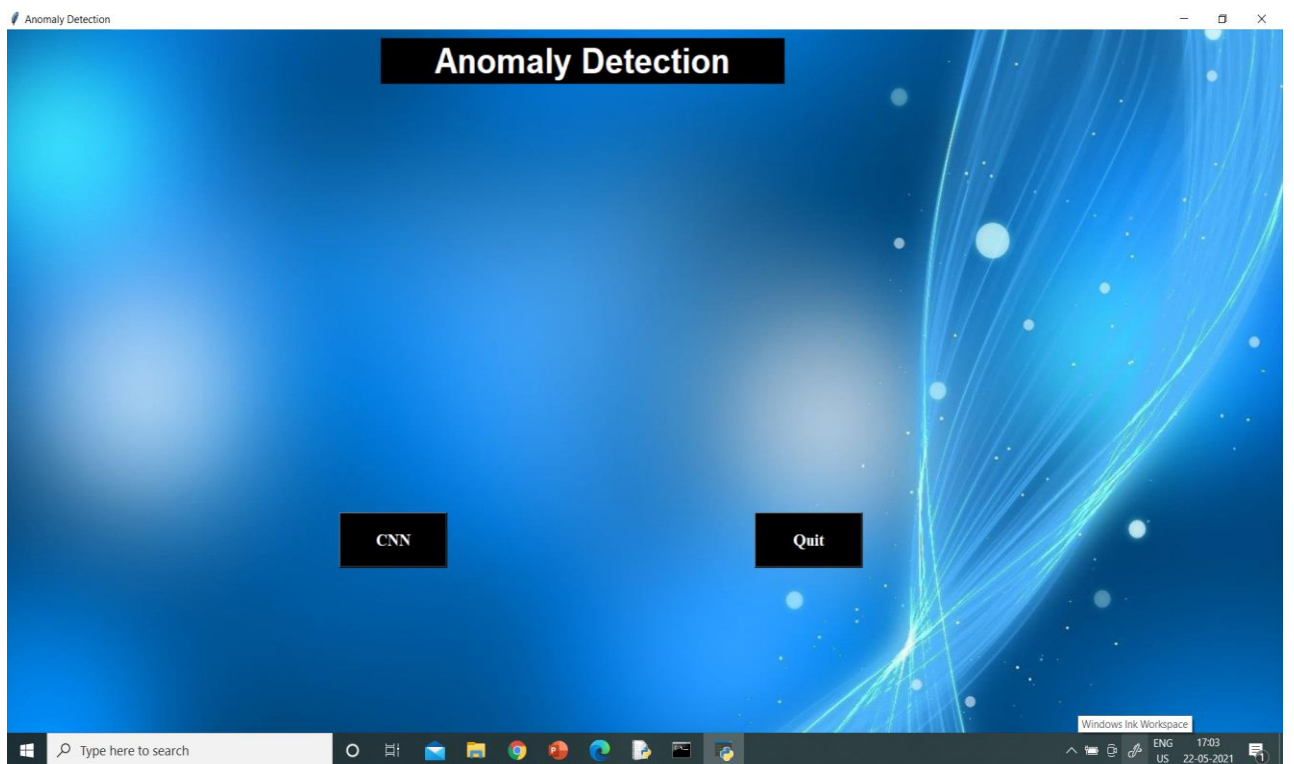 Anomaly Detection
Anomaly Detection
CNN
Quit
Windows Ink Workspace
Type here to search
ENG 17:03
US 22-05-2021
1